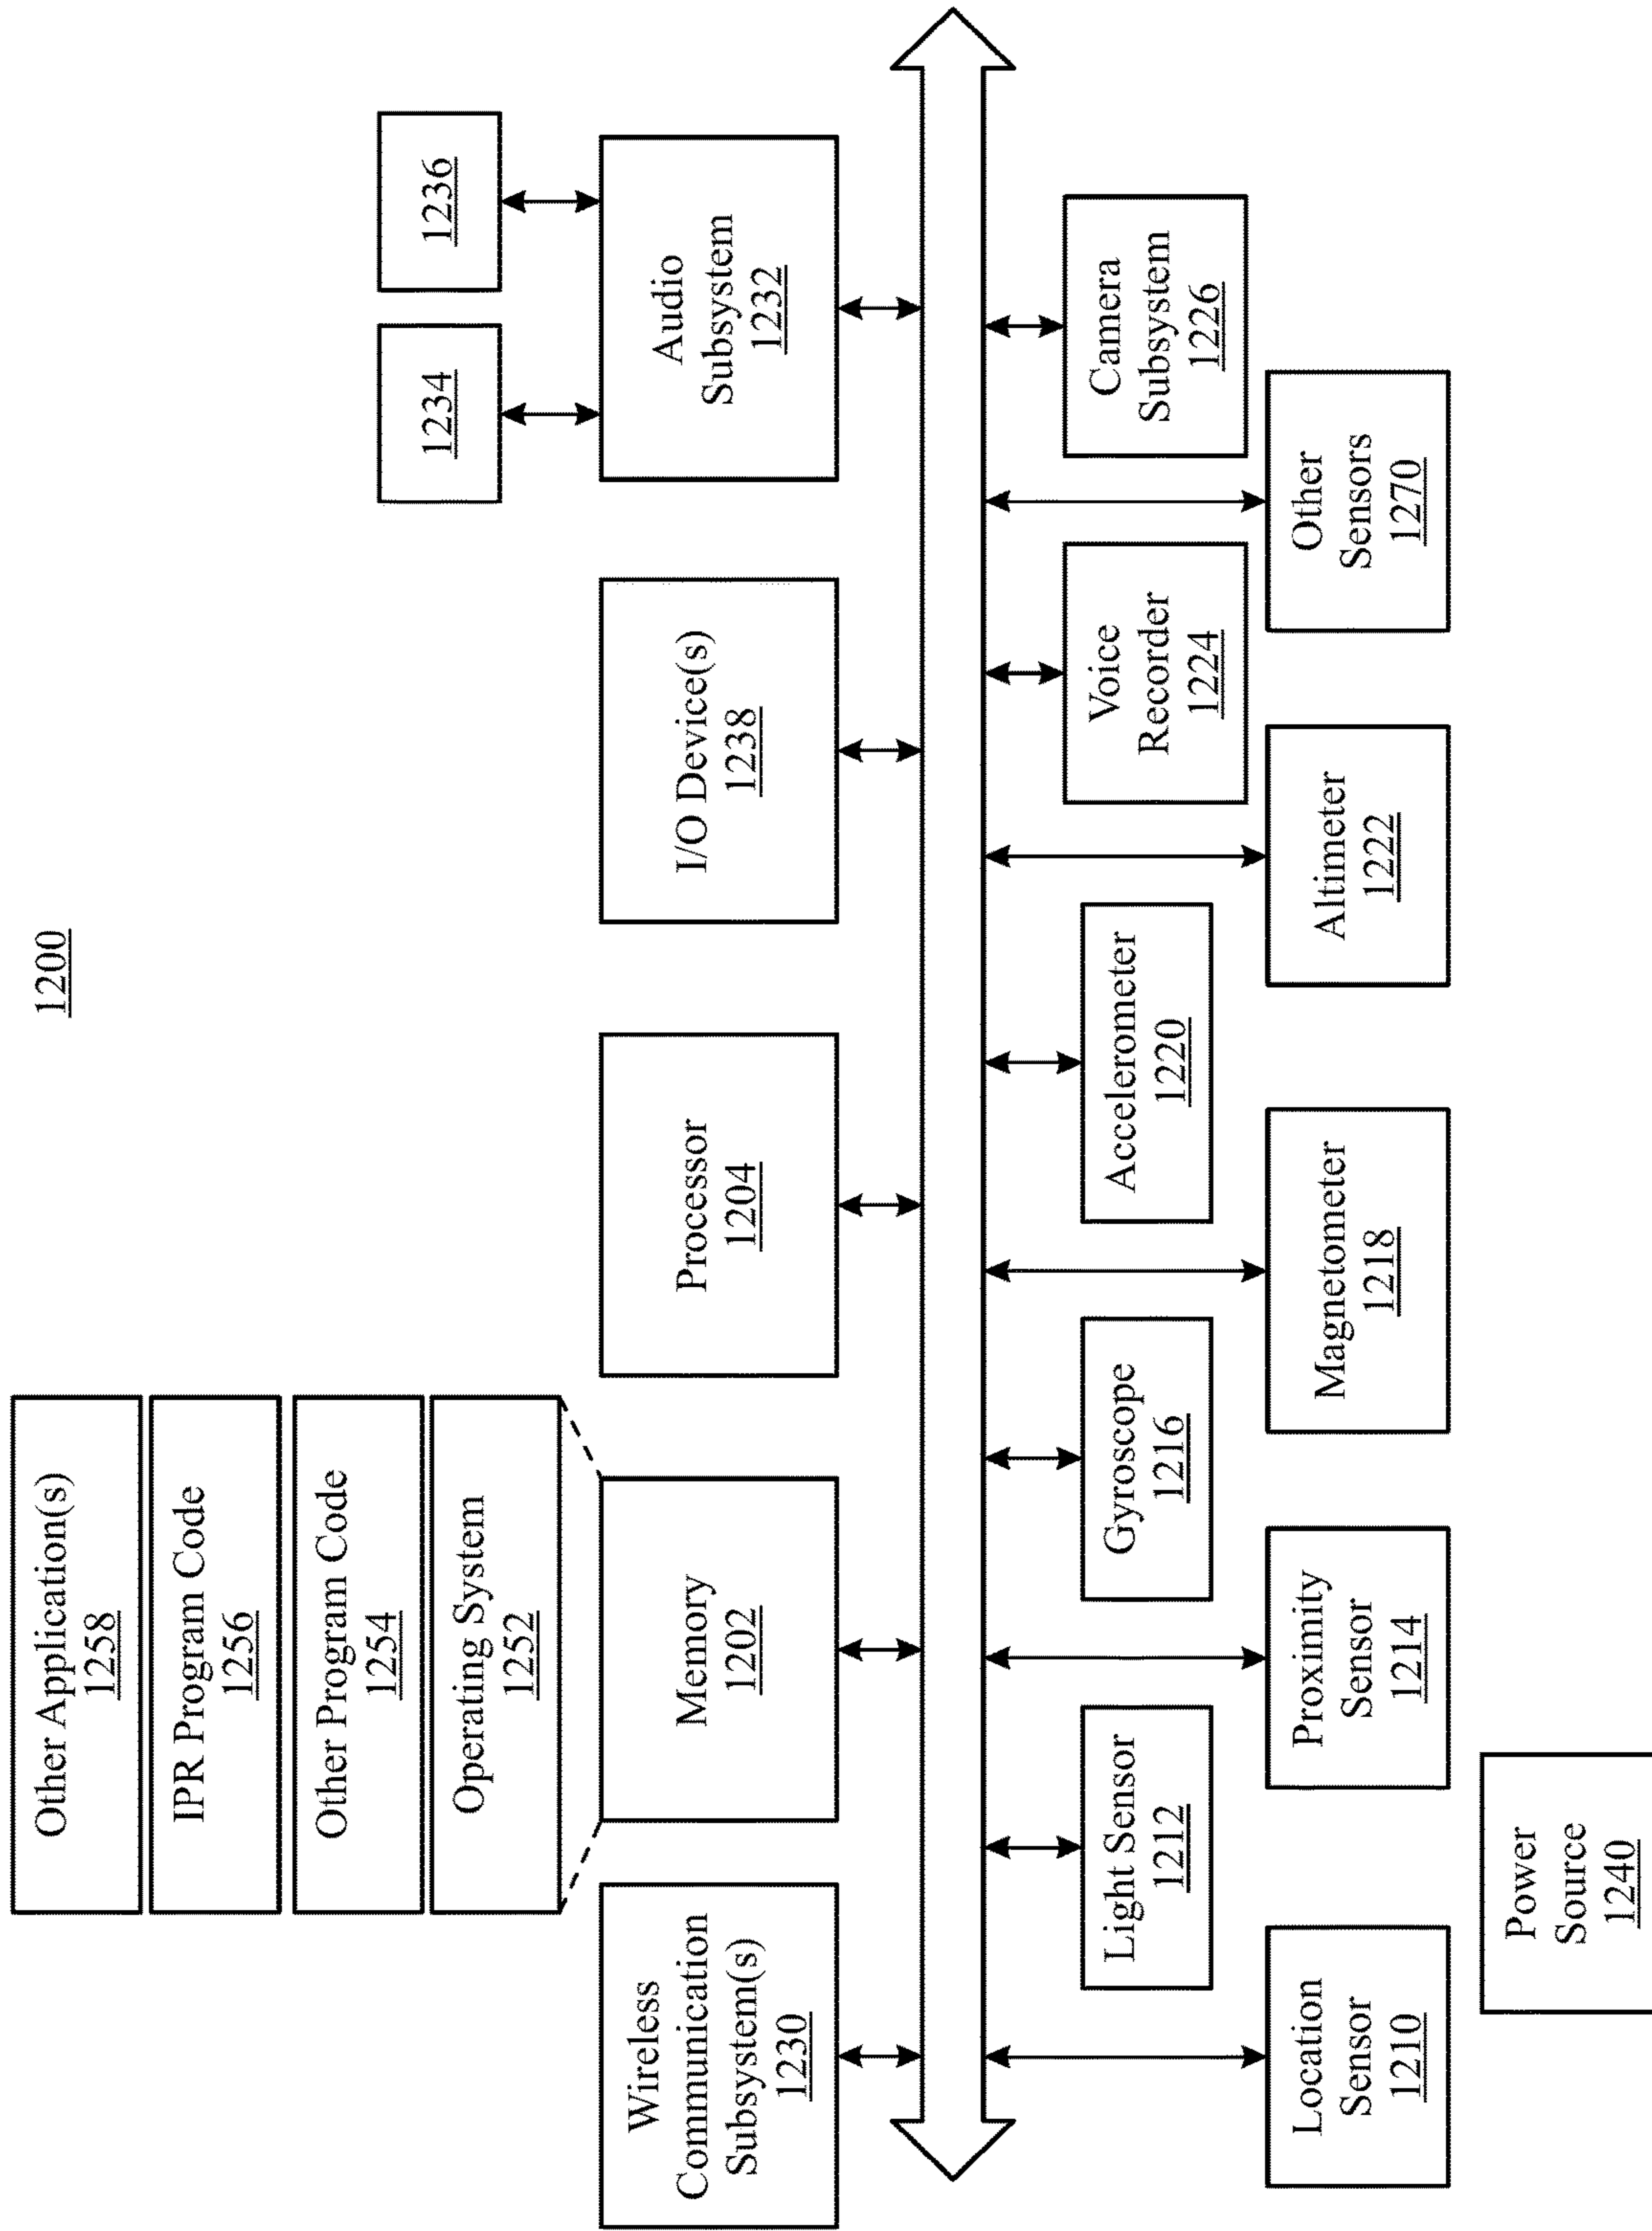 1200
Other Application(s)
1258
IPR Program Code
1256
Other Program Code
1254
Operating System
1252
1234
1236
Wireless
Communication
Subsystem(s)
1230
Memory
1202
Processor
1204
I/O Device(s)
1238
Audio
Subsystem
1232
Light Sensor
1212
Gyroscope
1216
Accelerometer
1220
Voice
Recorder
1224
Camera
Subsystem
1226
Location
Sensor
1210
Proximity
Sensor
1214
Magnetometer
1218
Altimeter
1222
Other
Sensors
1270
Power
Source
1240